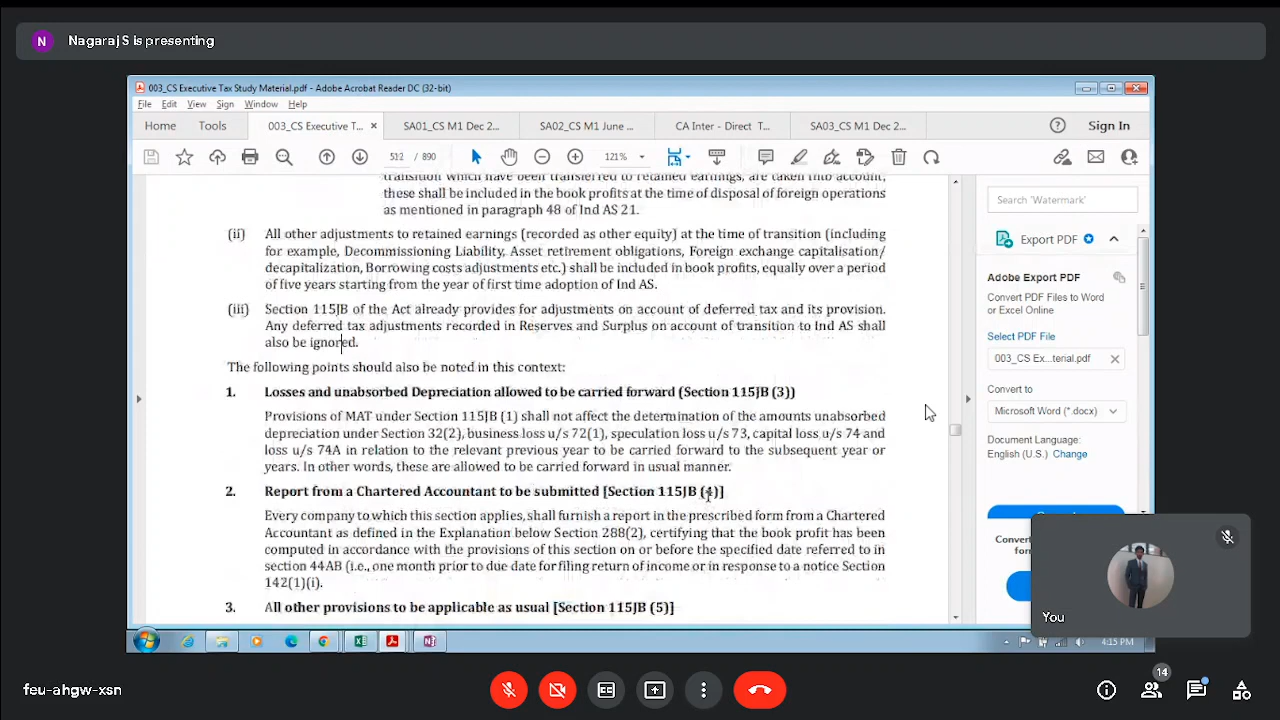 N Nagaraj S is presenting
003_CS Executive Tax Study Material.pdf - Adobe Acrobat Reader DC (32-bit)
File Edit View Sign Window Help
Home Tools 003_CS Executive T... × SA01_CS M1 Dec 2... SA02_CS M1 June ... CA Inter - Direct T... SA03_CS M1 Dec 2... Sign In
512 / 890 121%
transition which have been transferred to retained earnings, are taken into account,
these shall be included in the book profits at the time of disposal of foreign operations
as mentioned in paragraph 48 of Ind AS 21.
(ii) All other adjustments to retained earnings (recorded as other equity) at the time of transition (including
for example, Decommissioning Liability, Asset retirement obligations, Foreign exchange capitalisation/
decapitalization, Borrowing costs adjustments etc.) shall be included in book profits, equally over a period
of five years starting from the year of first time adoption of Ind AS.
(iii) Section 115JB of the Act already provides for adjustments on account of deferred tax and its provision.
Any deferred tax adjustments recorded in Reserves and Surplus on account of transition to Ind AS shall
also be ignored.
The following points should also be noted in this context:
1. Losses and unabsorbed Depreciation allowed to be carried forward (Section 115JB (3))
Provisions of MAT under Section 115JB (1) shall not affect the determination of the amounts unabsorbed
depreciation under Section 32(2), business loss u/s 72(1), speculation loss u/s 73, capital loss u/s 74 and
loss u/s 74A in relation to the relevant previous year to be carried forward to the subsequent year or
years. In other words, these are allowed to be carried forward in usual manner.
2. Report from a Chartered Accountant to be submitted [Section 115JB (4)]
Every company to which this section applies, shall furnish a report in the prescribed form from a Chartered
Accountant as defined in the Explanation below Section 288(2), certifying that the book profit has been
computed in accordance with the provisions of this section on or before the specified date referred to in
section 44AB (i.e., one month prior to due date for filing return of income or in response to a notice Section
142(1)(i).
3. All other provisions to be applicable as usual [Section 115JB (5)]
Search 'Watermark'
Export PDF
Adobe Export PDF
Convert PDF Files to Word
or Excel Online
Select PDF File
003_CS Ex...terial.pdf ×
Convert to
Microsoft Word (*.docx)
Document Language:
English (U.S.) Change
You
4:15 PM
feu-ahgw-xsn
CC
14